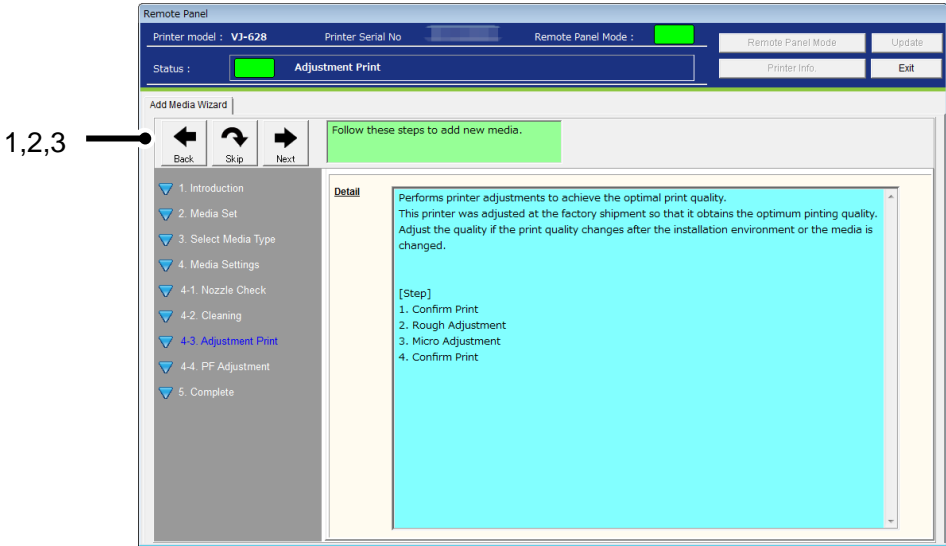 Remote Panel
Printer model : VJ-628 Printer Serial No Remote Panel Mode : Remote Panel Mode Update
Status : Adjustment Print Printer Info. Exit
Add Media Wizard
1,2,3
Back Skip Next
Follow these steps to add new media.
1. Introduction
2. Media Set
3. Select Media Type
4. Media Settings
4-1. Nozzle Check
4-2. Cleaning
4-3. Adjustment Print
4-4. PF Adjustment
5. Complete
Detail
Performs printer adjustments to achieve the optimal print quality.
This printer was adjusted at the factory shipment so that it obtains the optimum pinting quality.
Adjust the quality if the print quality changes after the installation environment or the media is
changed.
[Step]
1. Confirm Print
2. Rough Adjustment
3. Micro Adjustment
4. Confirm Print